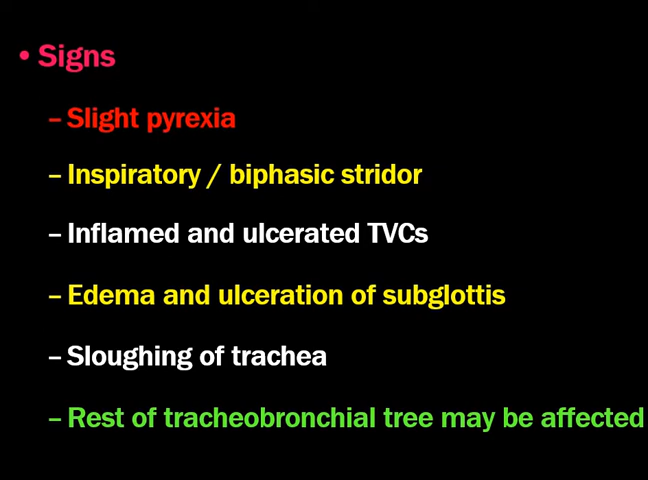 • Signs
– Slight pyrexia
– Inspiratory / biphasic stridor
– Inflamed and ulcerated TVCs
– Edema and ulceration of subglottis
– Sloughing of trachea
– Rest of tracheobronchial tree may be affected